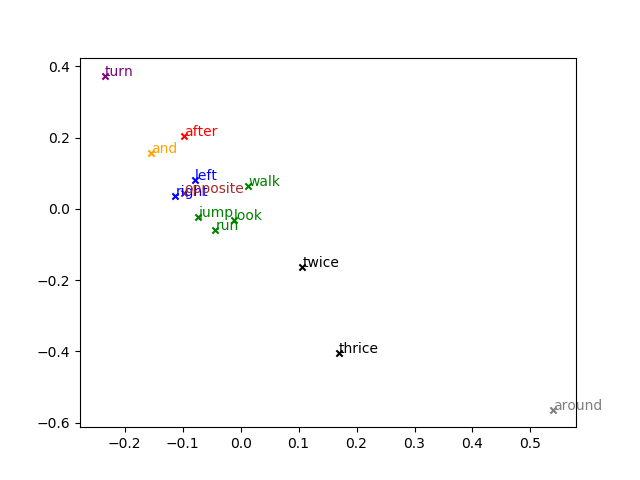 0.4
turn
0.2
after
and
left
walk
right
opposite
0.0
jump
look
run
twice
−0.2
−0.4
thrice
around
−0.6
−0.2 −0.1 0.0 0.1 0.2 0.3 0.4 0.5